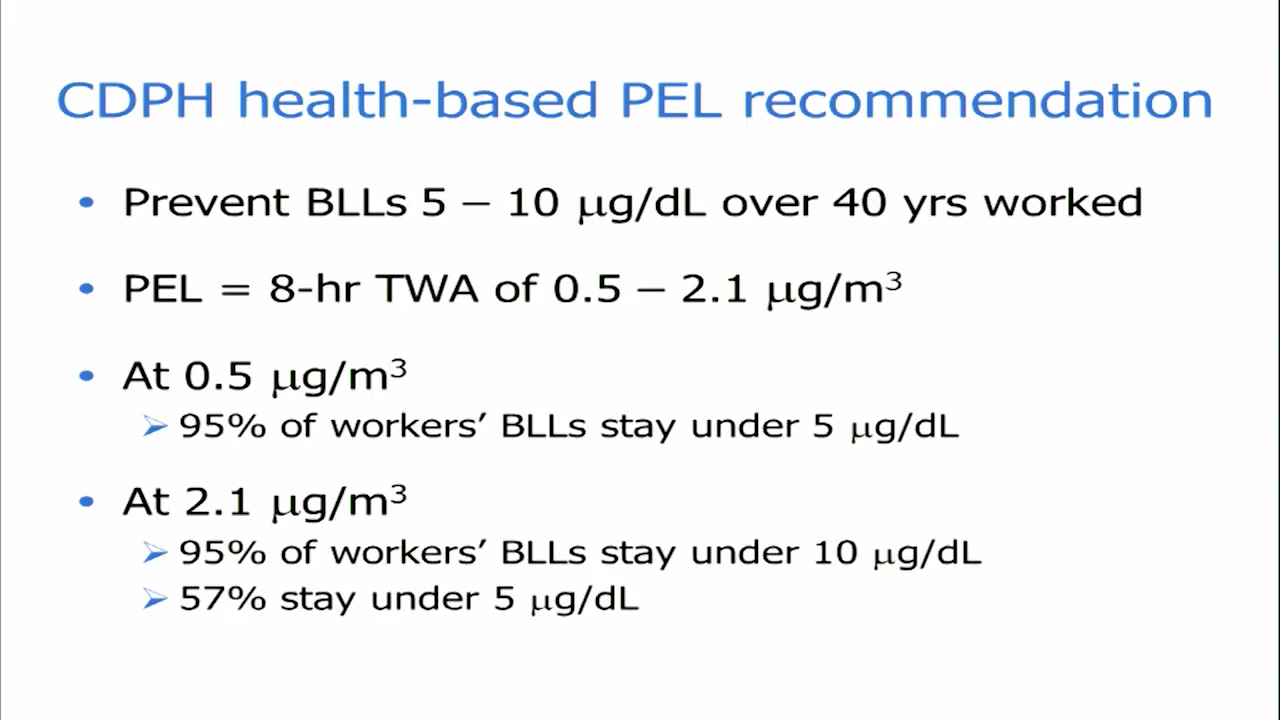 CDPH health-based PEL recommendation
• Prevent BLLs 5 – 10 µg/dL over 40 yrs worked
• PEL = 8-hr TWA of 0.5 – 2.1 µg/m³
• At 0.5 µg/m³
➢ 95% of workers’ BLLs stay under 5 µg/dL
• At 2.1 µg/m³
➢ 95% of workers’ BLLs stay under 10 µg/dL
➢ 57% stay under 5 µg/dL